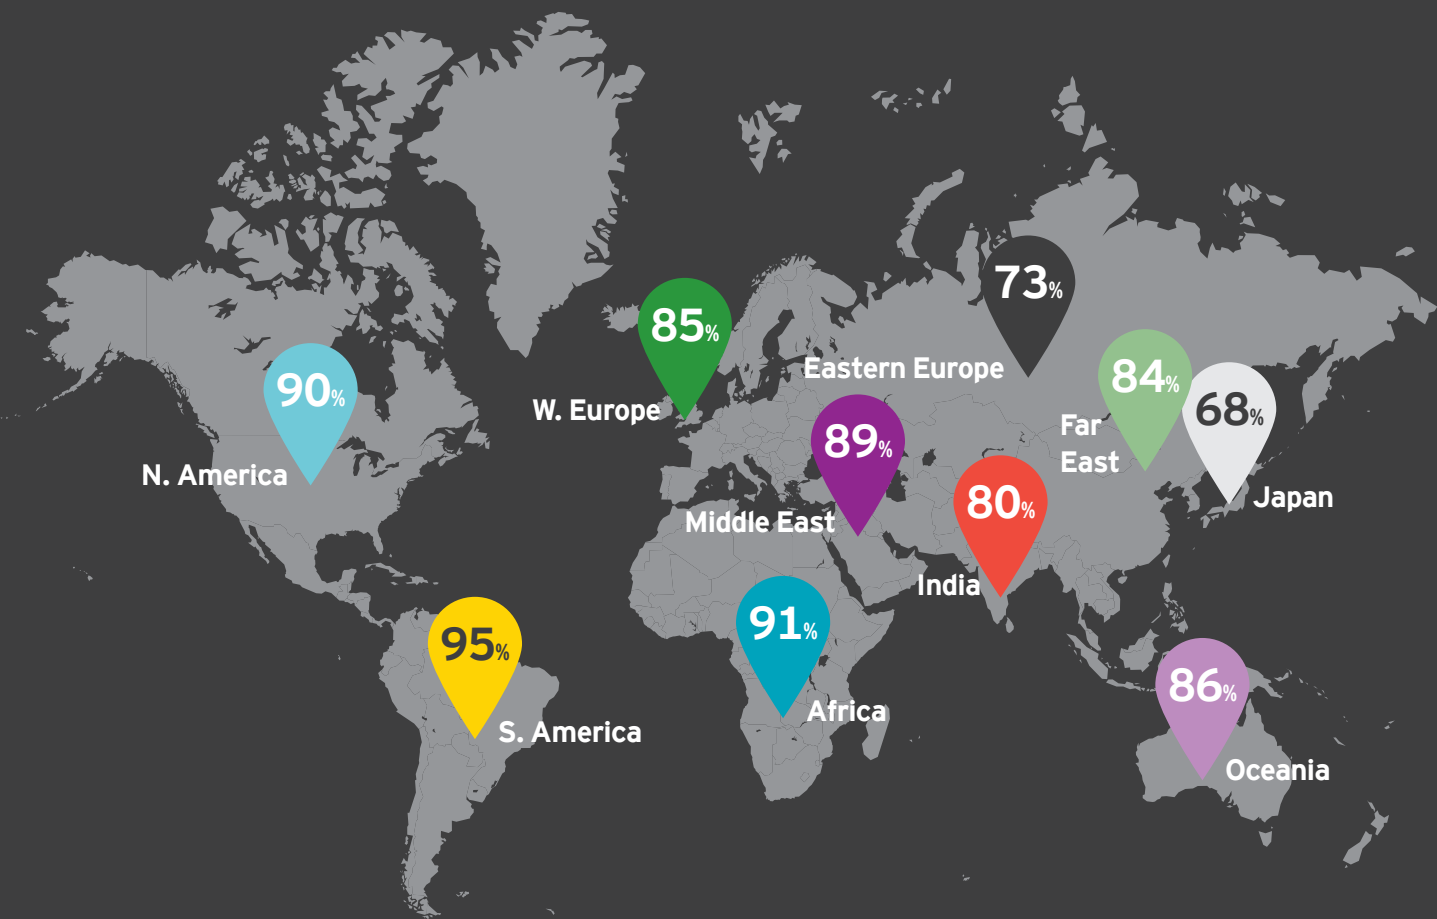 73%
85%
Eastern Europe
84%
90%
68%
W. Europe
Far
East
89%
N. America
80%
Japan
Middle East
India
91%
95%
86%
Africa
S. America
Oceania